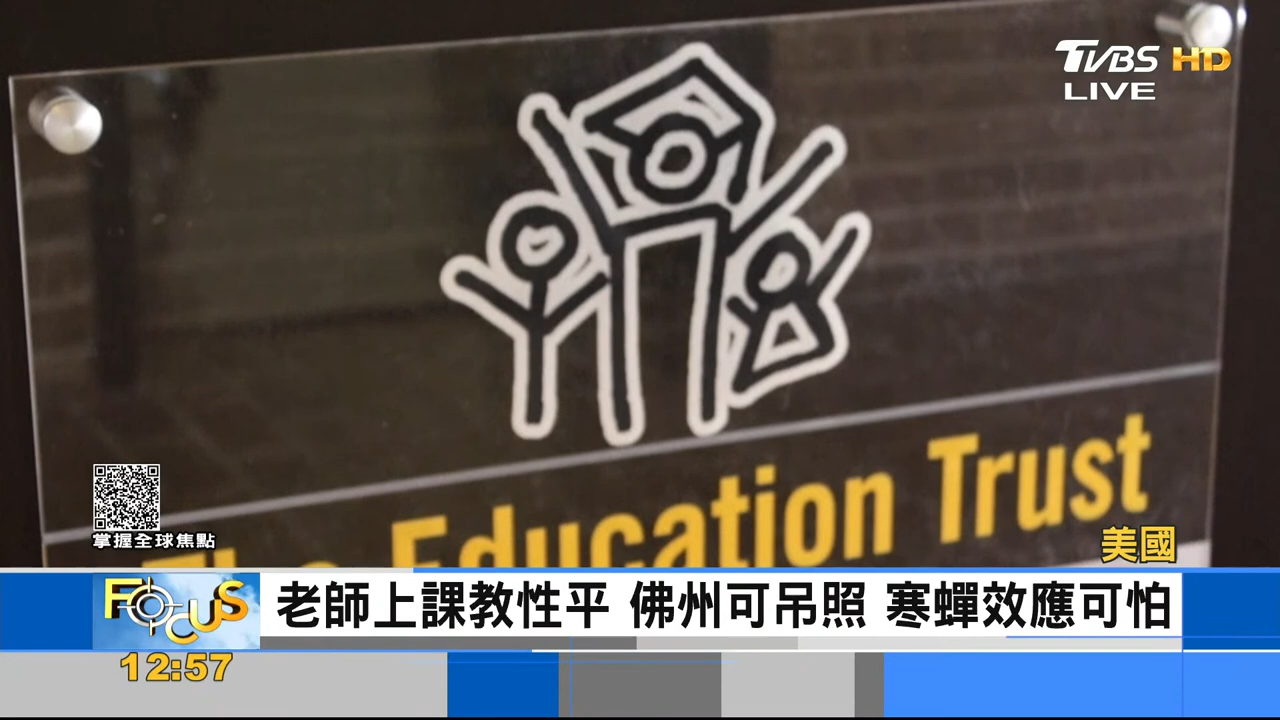 TVBS HD
LIVE
The Education Trust
美國
掌握全球焦點
FOCUS
老師上課教性平 佛州可吊照 寒蟬效應可怕
12:57